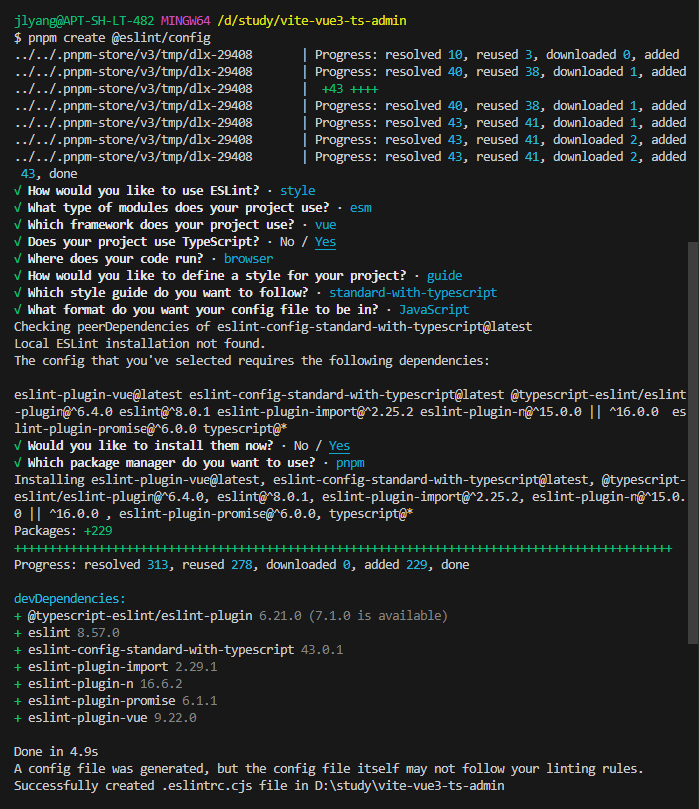 jlyang@APT-SH-LT-482 MINGW64 /d/study/vite-vue3-ts-admin
$ pnpm create @eslint/config
../../.pnpm-store/v3/tmp/dlx-29408       | Progress: resolved 10, reused 3, downloaded 0, added
../../.pnpm-store/v3/tmp/dlx-29408       | Progress: resolved 40, reused 38, downloaded 1, added
../../.pnpm-store/v3/tmp/dlx-29408       |  +43 ++++
../../.pnpm-store/v3/tmp/dlx-29408       | Progress: resolved 40, reused 38, downloaded 1, added
../../.pnpm-store/v3/tmp/dlx-29408       | Progress: resolved 43, reused 41, downloaded 1, added
../../.pnpm-store/v3/tmp/dlx-29408       | Progress: resolved 43, reused 41, downloaded 2, added
../../.pnpm-store/v3/tmp/dlx-29408       | Progress: resolved 43, reused 41, downloaded 2, added
 43, done
√ How would you like to use ESLint? · style
√ What type of modules does your project use? · esm
√ Which framework does your project use? · vue
√ Does your project use TypeScript? · No / Yes
√ Where does your code run? · browser
√ How would you like to define a style for your project? · guide
√ Which style guide do you want to follow? · standard-with-typescript
√ What format do you want your config file to be in? · JavaScript
Checking peerDependencies of eslint-config-standard-with-typescript@latest
Local ESLint installation not found.
The config that you've selected requires the following dependencies:

eslint-plugin-vue@latest eslint-config-standard-with-typescript@latest @typescript-eslint/eslint
-plugin@^6.4.0 eslint@^8.0.1 eslint-plugin-import@^2.25.2 eslint-plugin-n@^15.0.0 || ^16.0.0  es
lint-plugin-promise@^6.0.0 typescript@*
√ Would you like to install them now? · No / Yes
√ Which package manager do you want to use? · pnpm
Installing eslint-plugin-vue@latest, eslint-config-standard-with-typescript@latest, @typescript-
eslint/eslint-plugin@^6.4.0, eslint@^8.0.1, eslint-plugin-import@^2.25.2, eslint-plugin-n@^15.0.
0 || ^16.0.0 , eslint-plugin-promise@^6.0.0, typescript@*
Packages: +229
++++++++++++++++++++++++++++++++++++++++++++++++++++++++++++++++++++++++++++++++++++++++++++++
Progress: resolved 313, reused 278, downloaded 0, added 229, done

devDependencies:
+ @typescript-eslint/eslint-plugin 6.21.0 (7.1.0 is available)
+ eslint 8.57.0
+ eslint-config-standard-with-typescript 43.0.1
+ eslint-plugin-import 2.29.1
+ eslint-plugin-n 16.6.2
+ eslint-plugin-promise 6.1.1
+ eslint-plugin-vue 9.22.0

Done in 4.9s
A config file was generated, but the config file itself may not follow your linting rules.
Successfully created .eslintrc.cjs file in D:\study\vite-vue3-ts-admin